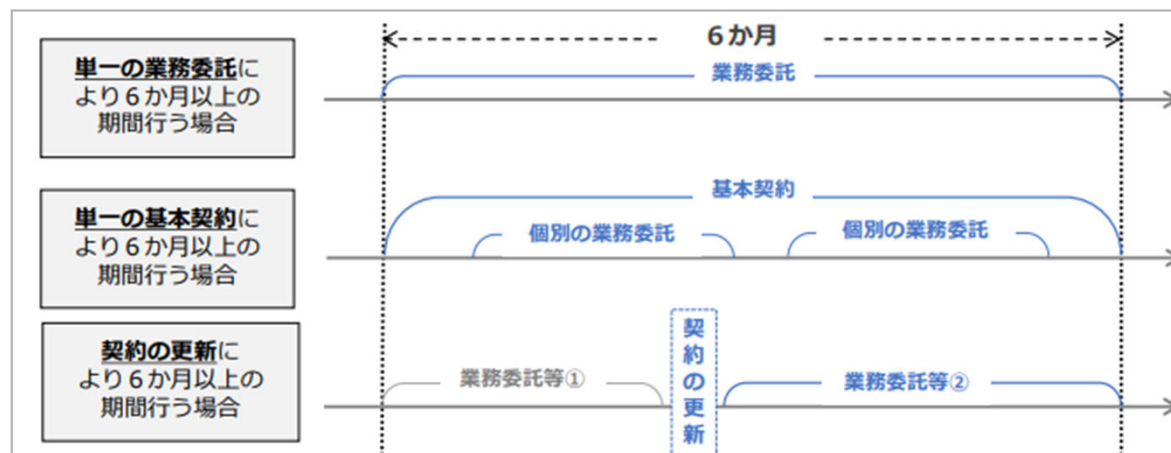 6か月
単一の業務委託に
より6か月以上の
期間行う場合
業務委託
単一の基本契約に
より6か月以上の
期間行う場合
基本契約
個別の業務委託
個別の業務委託
契約の更新に
より6か月以上の
期間行う場合
業務委託等①
契約の更新
業務委託等②